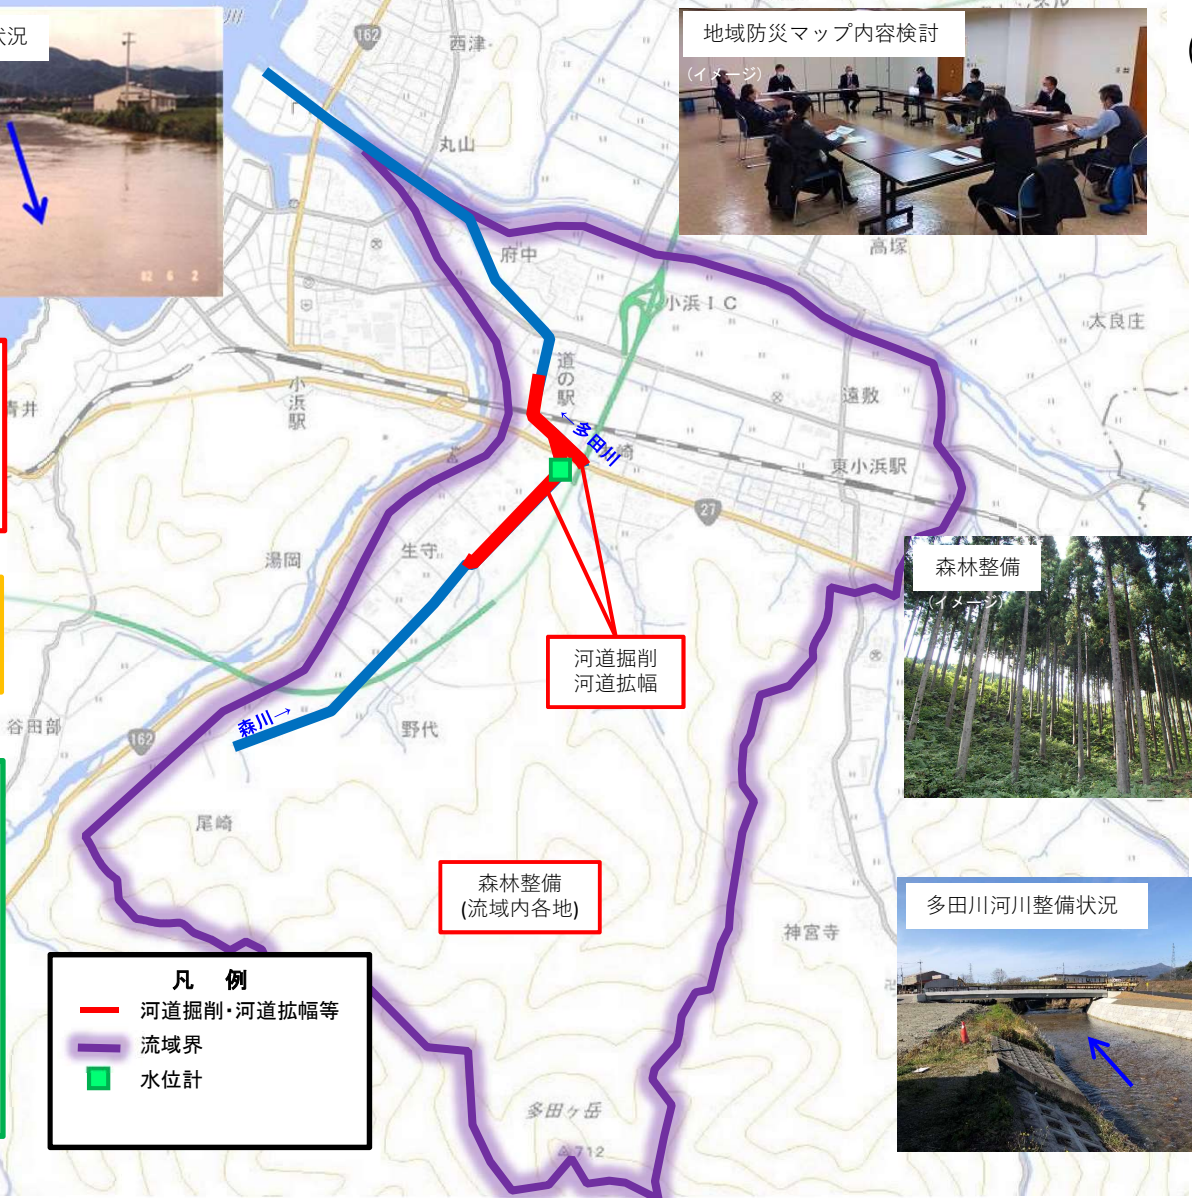 状況
82 6 2
地域防災マップ内容検討
(イメージ)
162
西津
丸山
府中
高塚
小浜IC
太良庄
道の駅
遠敷
小浜駅
青井
←多田川
崎
東小浜駅
27
生守
湯岡
森林整備
(イメージ)
河道掘削
河道拡幅
谷田部
162
森川→
野代
尾崎
森林整備
(流域内各地)
神宮寺
多田川河川整備状況
凡 例
河道掘削・河道拡幅等
流域界
水位計
多田ヶ岳
712